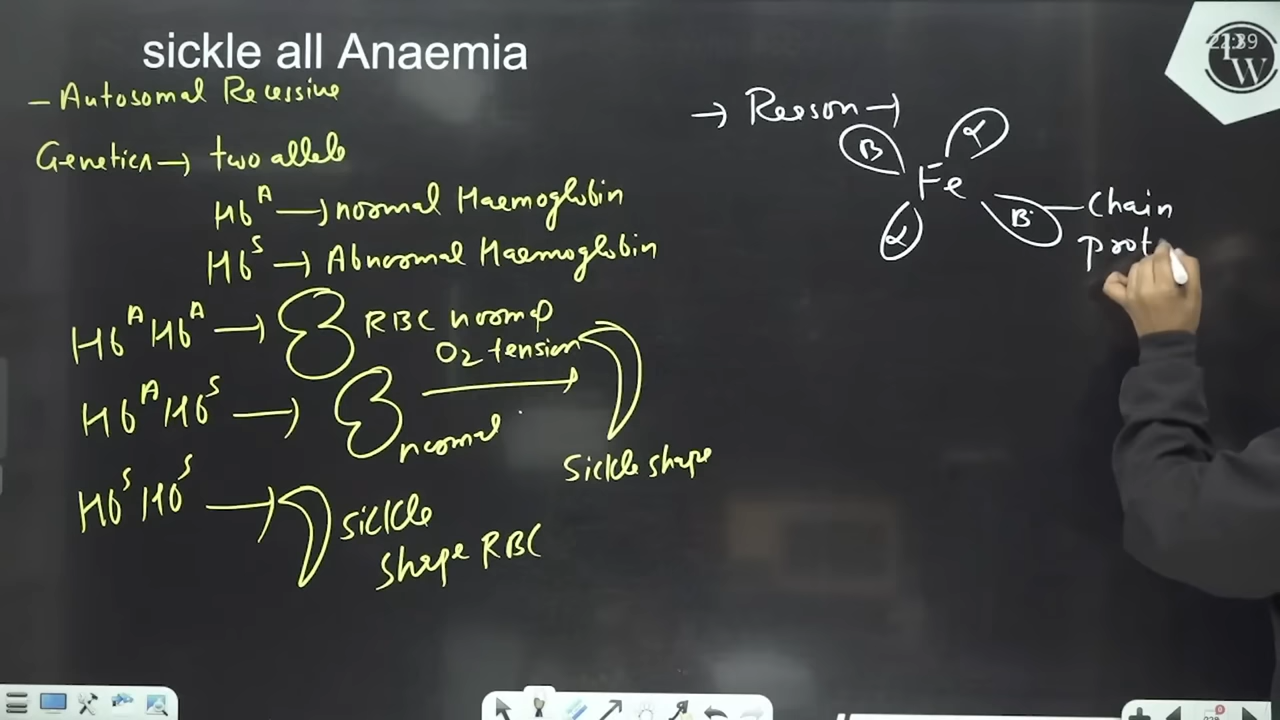 sickle all Anaemia
- Autosomal Recessive
Genetics → two allele
Hb^A → normal Haemoglobin
Hb^S → Abnormal Haemoglobin
Hb^A Hb^A → RBC normal
O2 tension
Hb^A Hb^S → normal
Sickle shape
Hb^S Hb^S → Sickle
Shape RBC
→ Reeson →
B α
Fe
α B Chain
prot
W